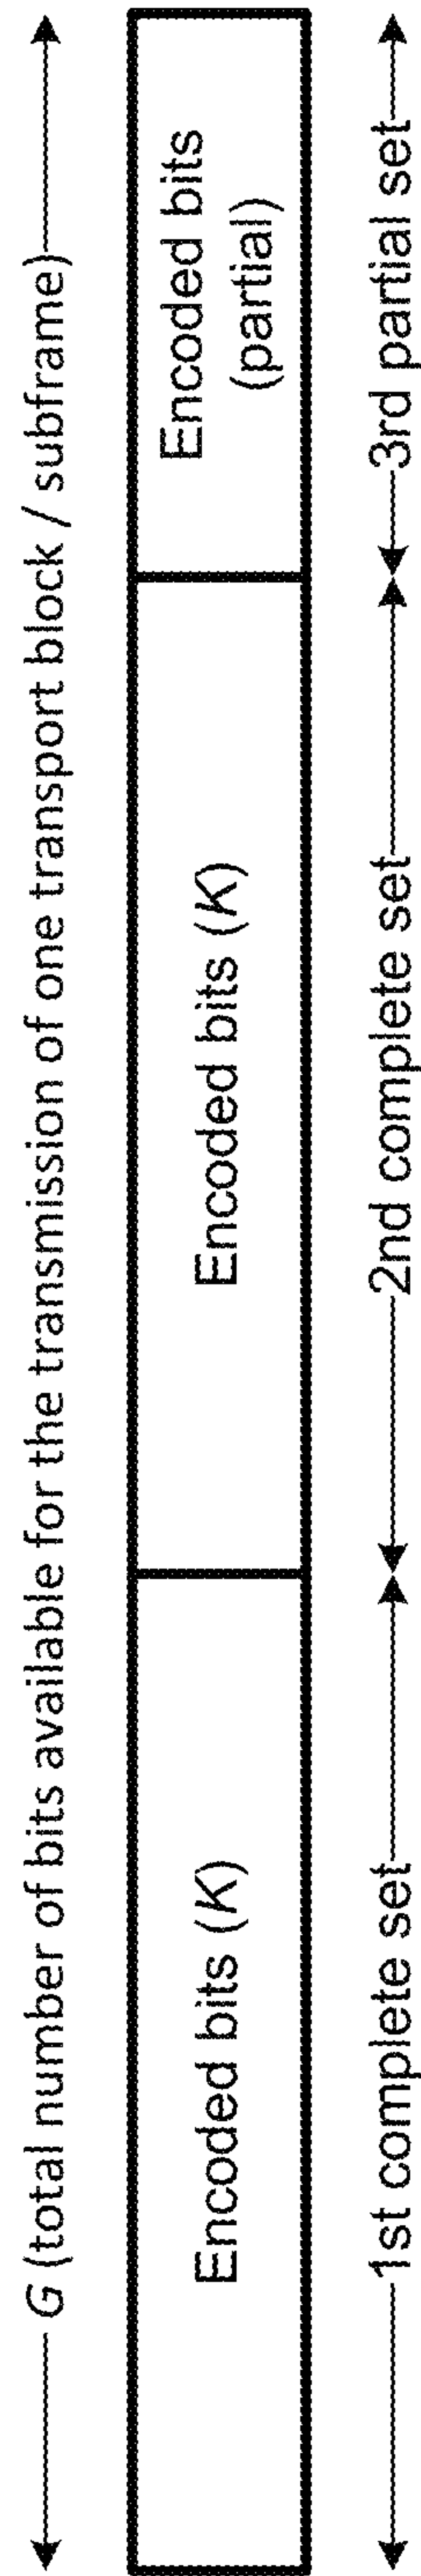 G (total number of bits available for the transmission of one transport block / subframe)
Encoded bits (K)
Encoded bits (K)
Encoded bits
(partial)
1st complete set
2nd complete set
3rd partial set